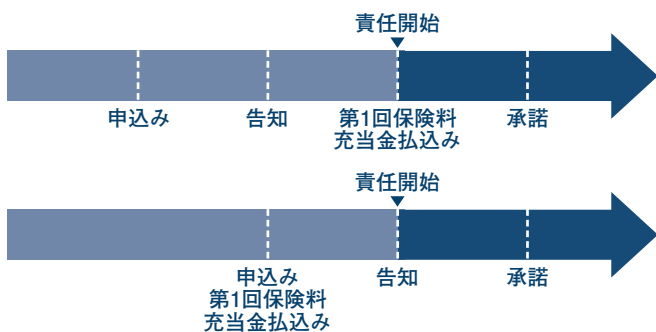 責任開始
申込み
告知
第1回保険料
充当金払込み
承諾
責任開始
申込み
第1回保険料
充当金払込み
告知
承諾